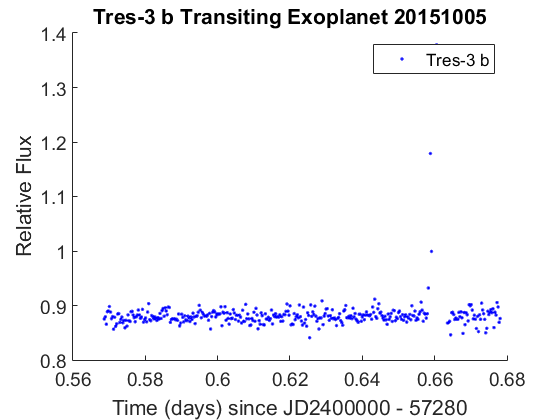 Tres-3 b Transiting Exoplanet 20151005
1.4
Tres-3 b
1.3
1.2
1.1
1
0.9
0.8
Relative Flux
0.56 0.58 0.6 0.62 0.64 0.66 0.68
Time (days) since JD2400000 - 57280